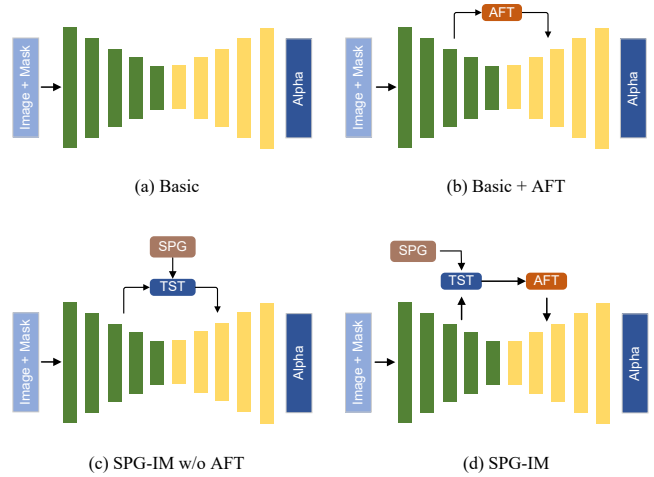 Image + Mask
Alpha
(a) Basic
AFT
Image + Mask
Alpha
(b) Basic + AFT
SPG
TST
Image + Mask
Alpha
(c) SPG-IM w/o AFT
SPG
TST
AFT
Image + Mask
Alpha
(d) SPG-IM